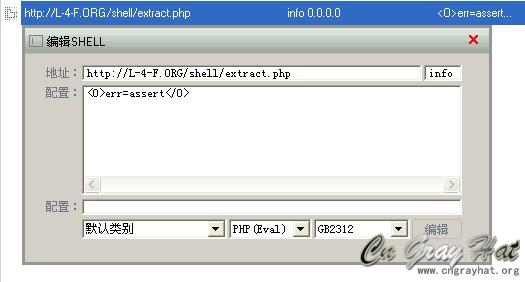 http://L-4-F.ORG/shell/extract.php info 0.0.0.0 <O>err=assert...
编辑SHELL
地址： http://L-4-F.ORG/shell/extract.php info
配置： <O>err=assert</O>
配置：
默认类别 PHP(Eval) GB2312 编辑
Cn Gray Hat
www.cngrayhat.org